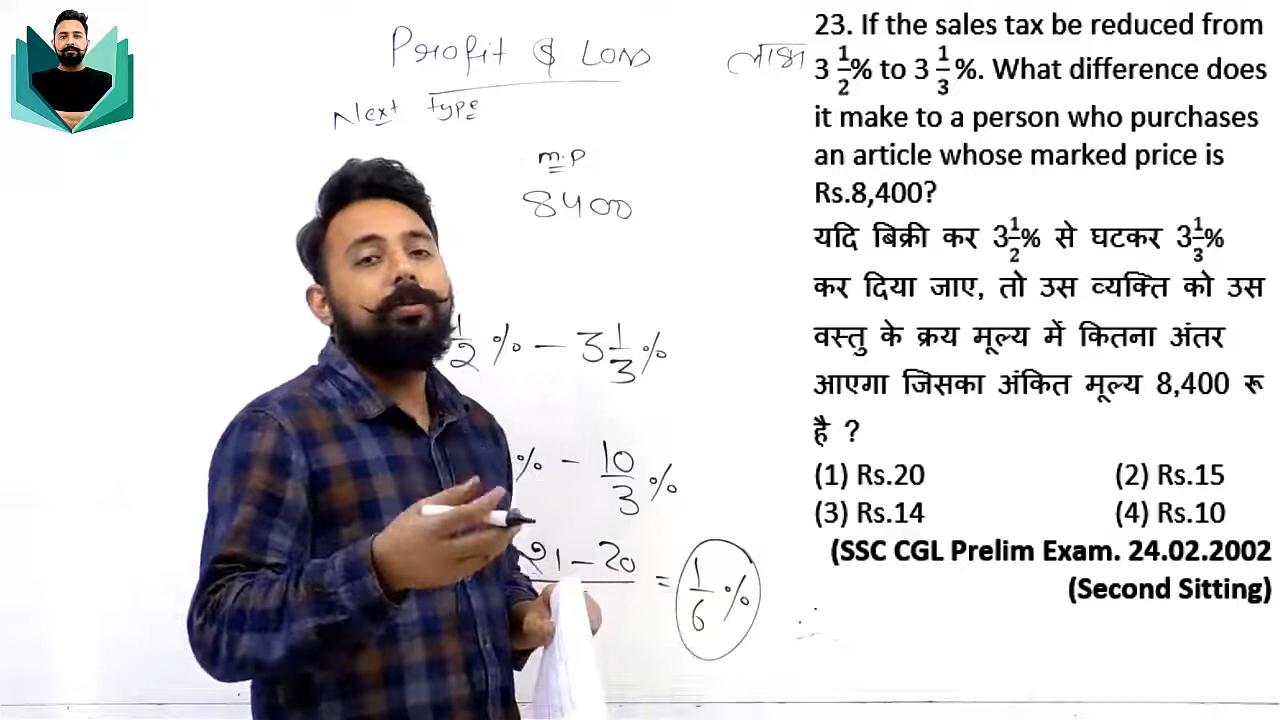 Profit & Loss लाभ
Next type
m.p
8400
1/2 % - 3 1/3 %
% - 10/3 %
21-20 = 1/6 %
23. If the sales tax be reduced from
3 1/2% to 3 1/3%. What difference does
it make to a person who purchases
an article whose marked price is
Rs.8,400?
यदि बिक्री कर 3 1/2% से घटकर 3 1/3%
कर दिया जाए, तो उस व्यक्ति को उस
वस्तु के क्रय मूल्य में कितना अंतर
आएगा जिसका अंकित मूल्य 8,400 रू
है ?
(1) Rs.20 (2) Rs.15
(3) Rs.14 (4) Rs.10
(SSC CGL Prelim Exam. 24.02.2002
(Second Sitting)